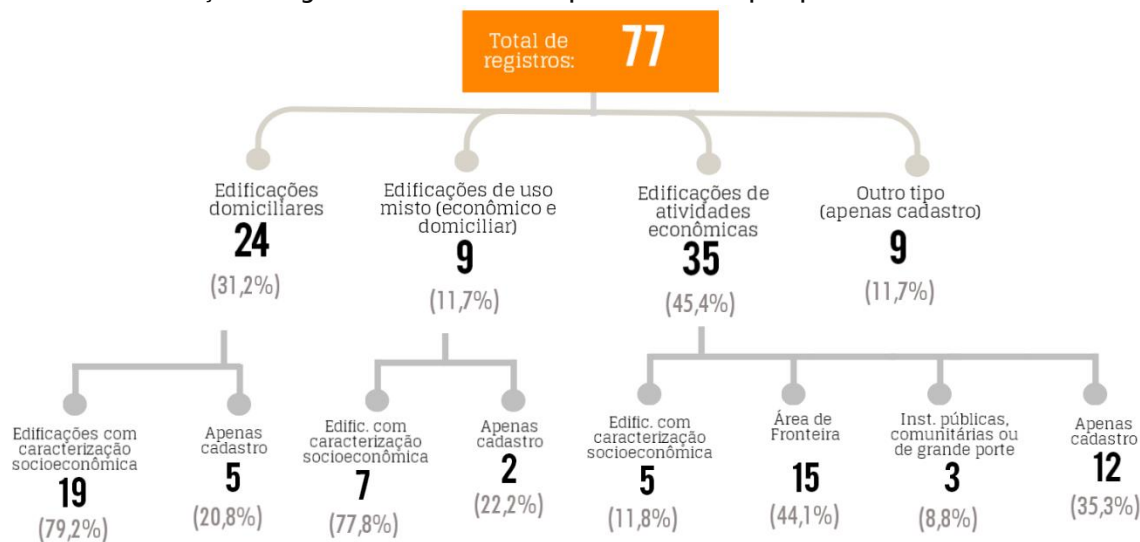 Total de
registros:
77
Edificações
domiciliares
24
(31,2%)
Edificações de uso
misto (econômico e
domiciliar)
9
(11,7%)
Edificações de
atividades
econômicas
35
(45,4%)
Outro tipo
(apenas cadastro)
9
(11,7%)
Edificações com
caracterização
socioeconômica
19
(79,2%)
Apenas
cadastro
5
(20,8%)
Edific. com
caracterização
socioeconômica
7
(77,8%)
Apenas
cadastro
2
(22,2%)
Edific. com
caracterização
socioeconômica
5
(11,8%)
Área de
Fronteira
15
(44,1%)
Inst. públicas,
comunitárias ou
de grande porte
3
(8,8%)
Apenas
cadastro
12
(35,3%)